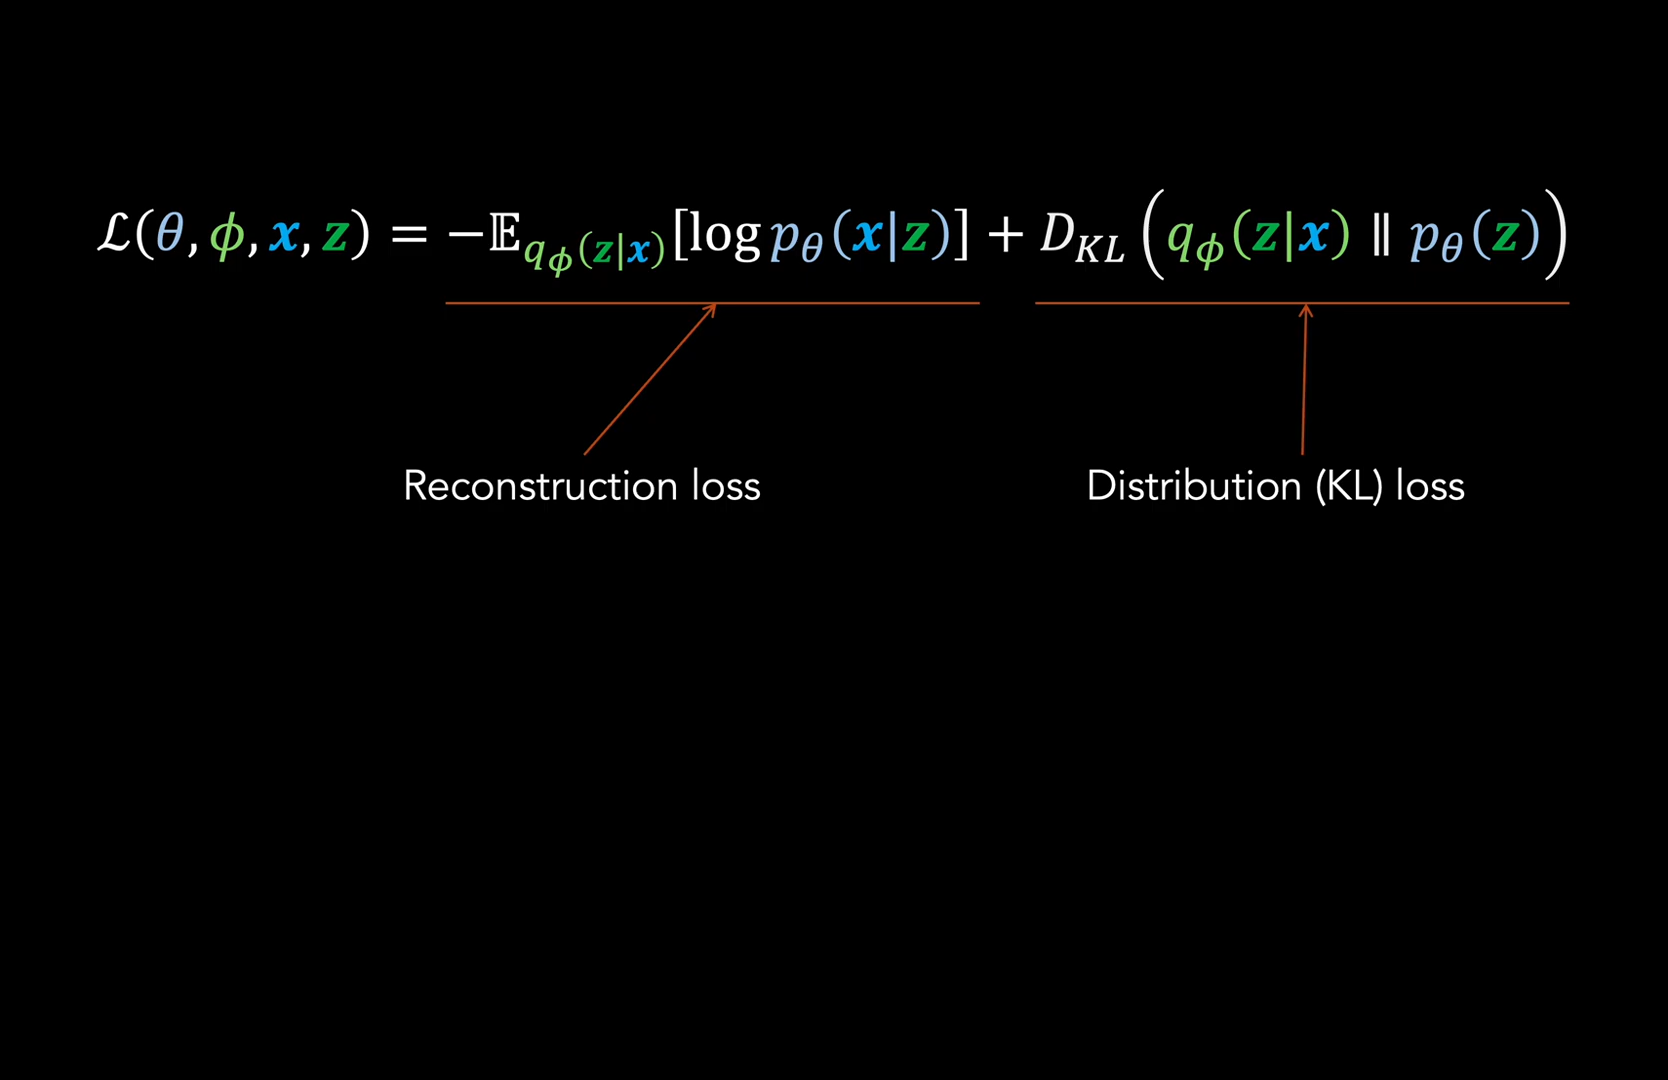 ℒ(θ, ϕ, x, z) = −𝔼_{q_ϕ(z|x)}[log p_θ(x|z)] + D_{KL}(q_ϕ(z|x) ∥ p_θ(z))
Reconstruction loss
Distribution (KL) loss